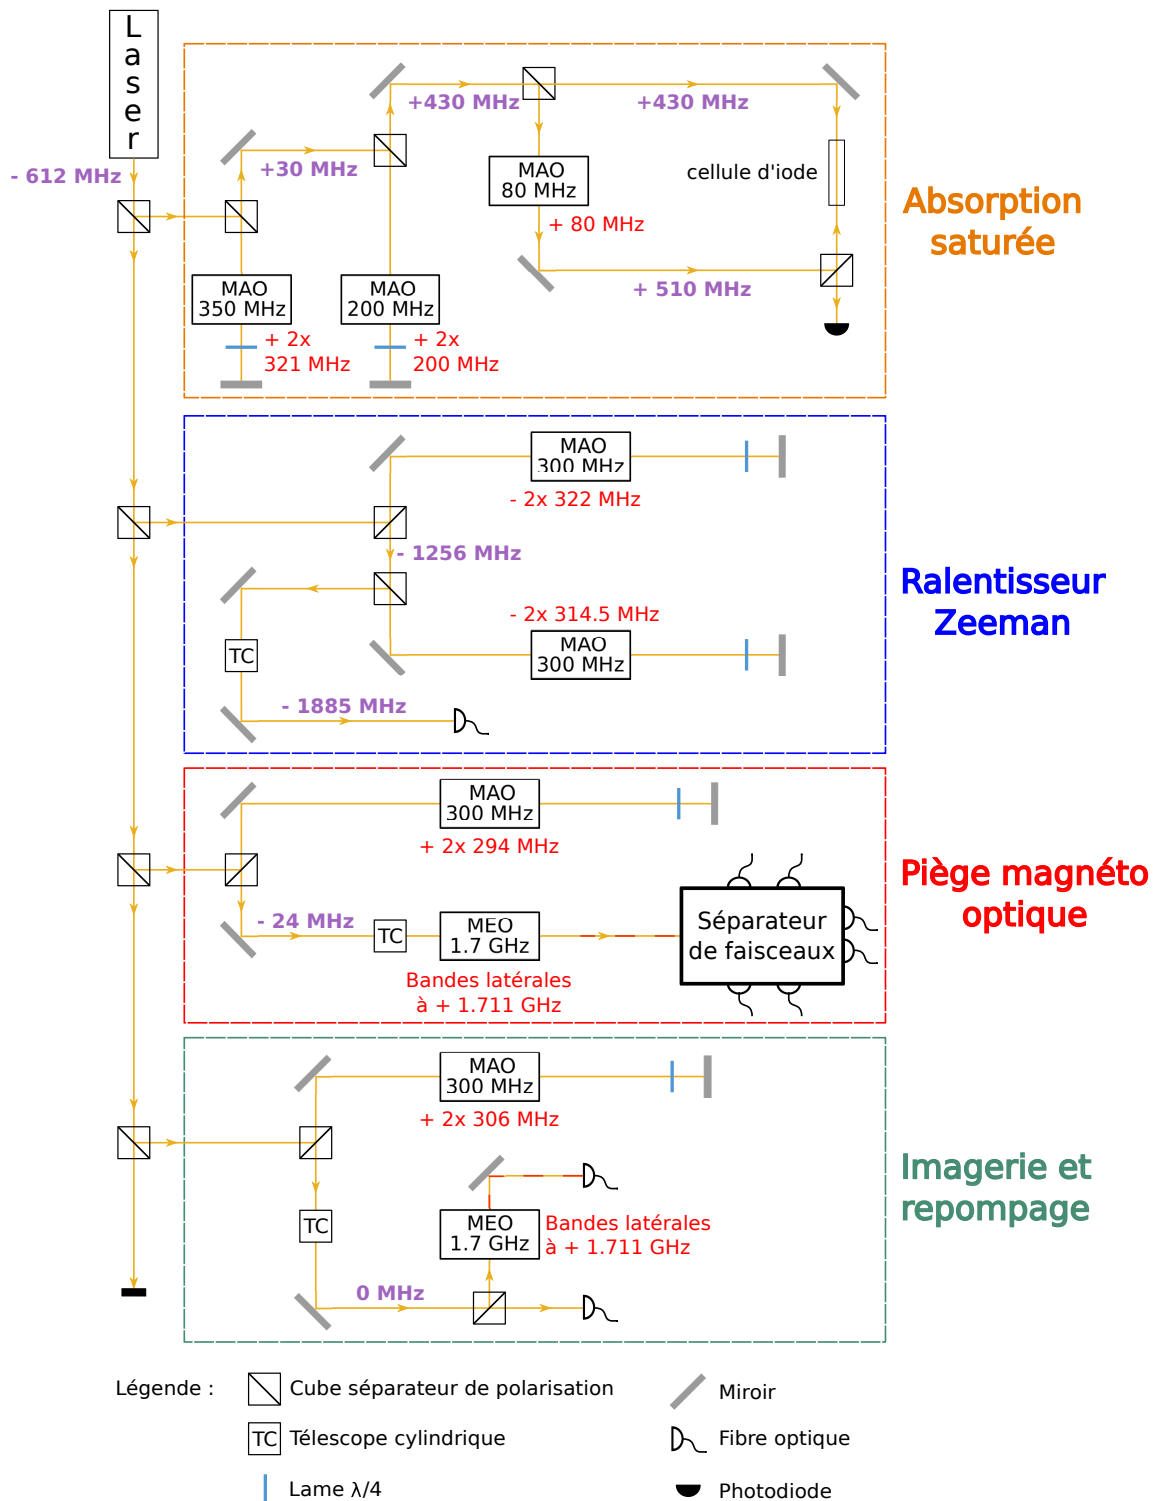 Laser
- 612 MHz
+30 MHz
+430 MHz
+430 MHz
MAO
80 MHz
+ 80 MHz
cellule d'iode
+ 510 MHz
MAO
350 MHz
+ 2x
321 MHz
MAO
200 MHz
+ 2x
200 MHz
Absorption
saturée
MAO
300 MHz
- 2x 322 MHz
- 1256 MHz
- 2x 314.5 MHz
MAO
300 MHz
TC
- 1885 MHz
Ralentisseur
Zeeman
MAO
300 MHz
+ 2x 294 MHz
- 24 MHz
TC
MEO
1.7 GHz
Bandes latérales
à + 1.711 GHz
Séparateur
de faisceaux
Piège magnéto
optique
MAO
300 MHz
+ 2x 306 MHz
TC
MEO
1.7 GHz
Bandes latérales
à + 1.711 GHz
0 MHz
Imagerie et
repompage
Légende :
Cube séparateur de polarisation
Miroir
TC
Télescope cylindrique
Fibre optique
Lame λ/4
Photodiode